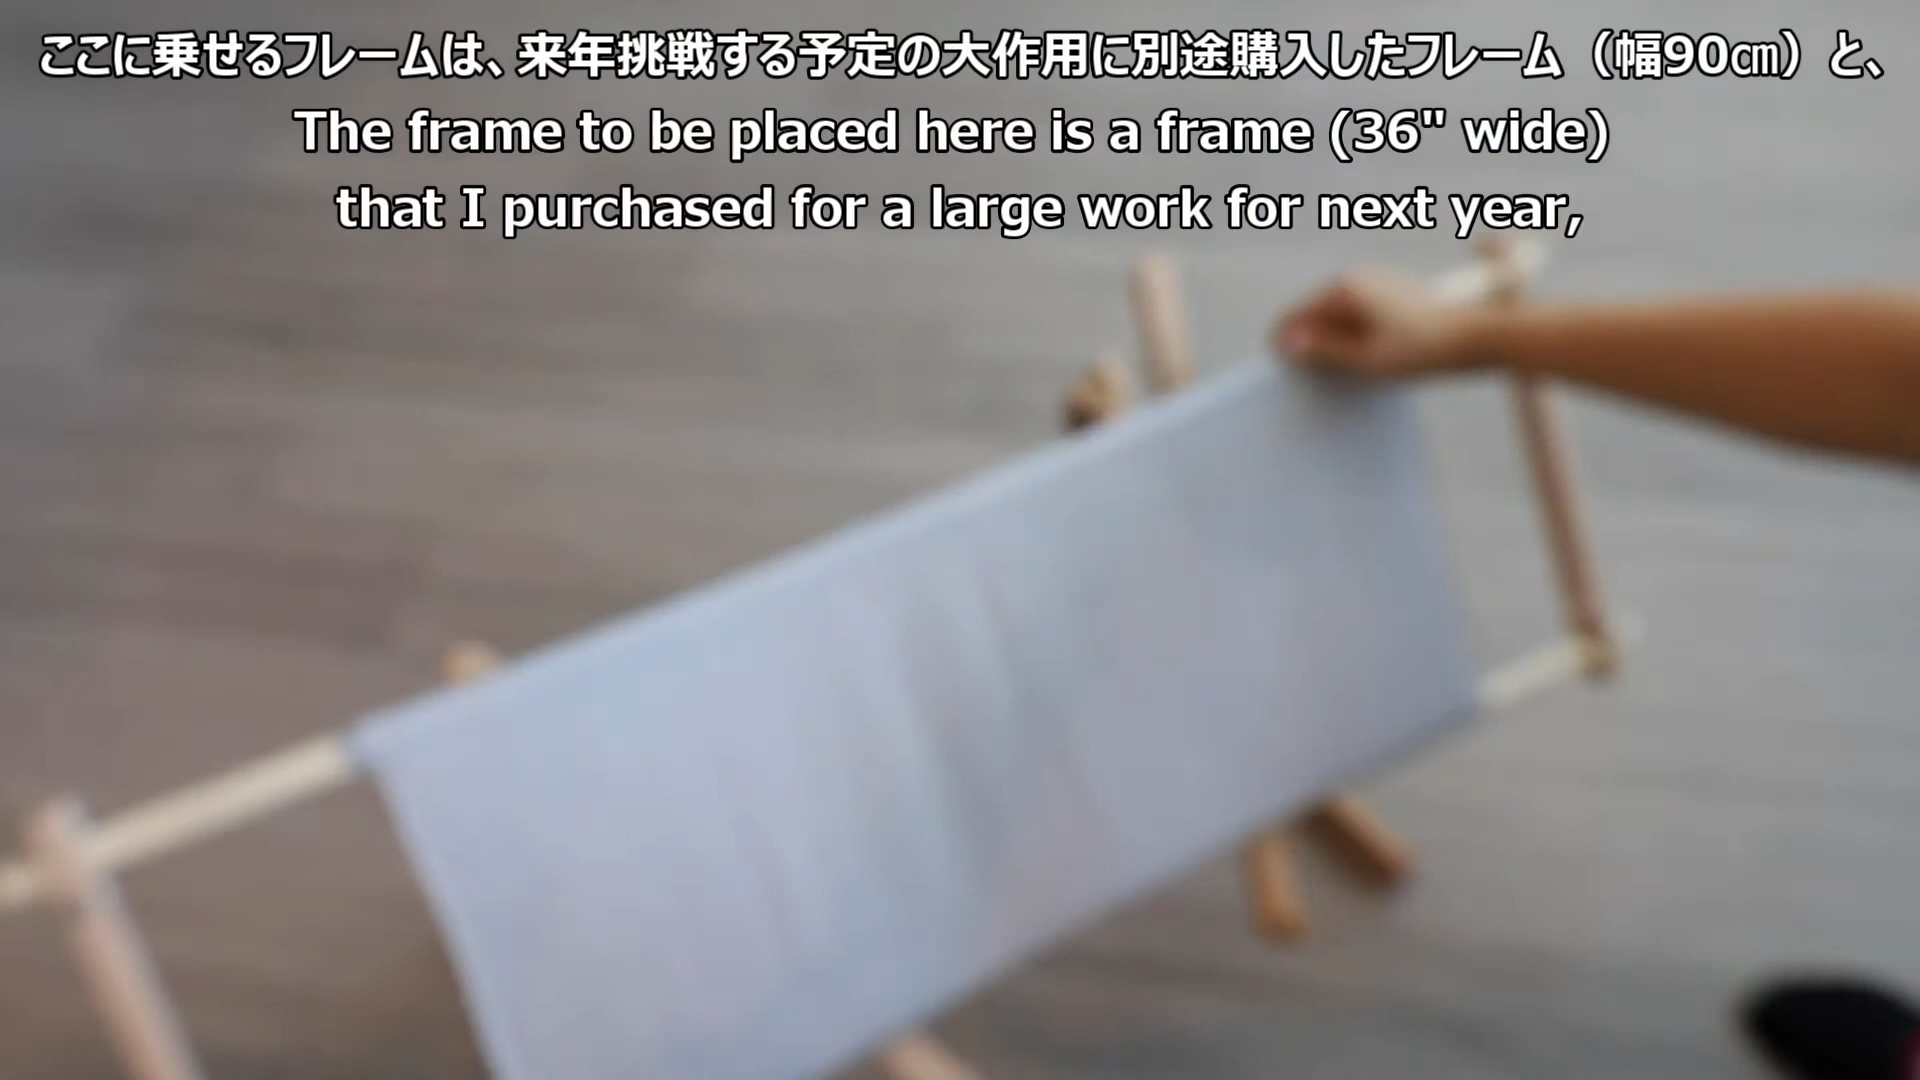 ここに乗せるフレームは、来年挑戦する予定の大作用に別途購入したフレーム（幅90㎝）と、
The frame to be placed here is a frame (36" wide)
that I purchased for a large work for next year,